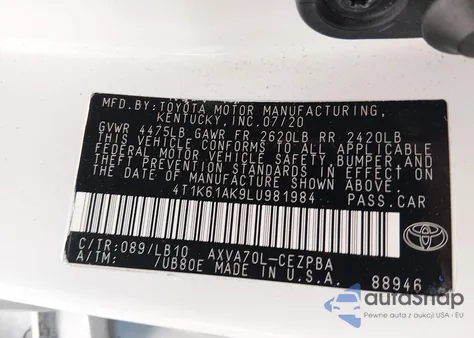 MFD.BY:TOYOTA MOTOR MANUFACTURING,
KENTUCKY,INC.07/20
GVWR 4475LB GAWR FR 2620LB RR 2420LB
THIS VEHICLE CONFORMS TO ALL APPLICABLE
FEDERAL MOTOR VEHICLE SAFETY, BUMPER, AND
THEFT PREVENTION STANDARDS IN EFFECT ON
THE DATE OF MANUFACTURE SHOWN ABOVE.
4T1K61AK9LU981984 PASS.CAR
C/TR:089/LB10 AXVA70L-CEZPBA
A/TM: /UB80E MADE IN U.S.A.
88946
TOYOTA
autoSnap
Pewne auta z USA i EU